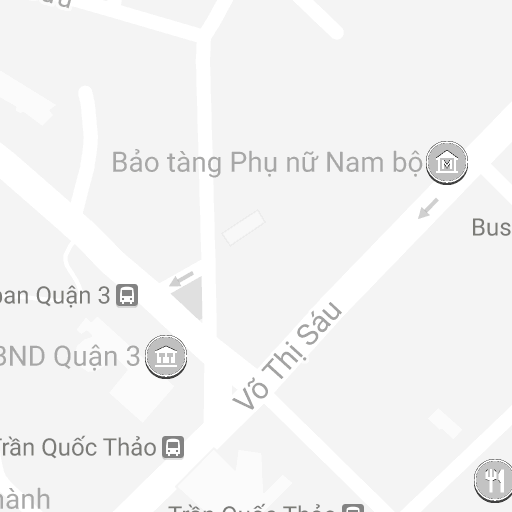 Bảo tàng Phụ nữ Nam bộ
Bus
ban Quận 3
BND Quận 3
Võ Thị Sáu
Trần Quốc Thảo
hành
Trần Quốc Thảo